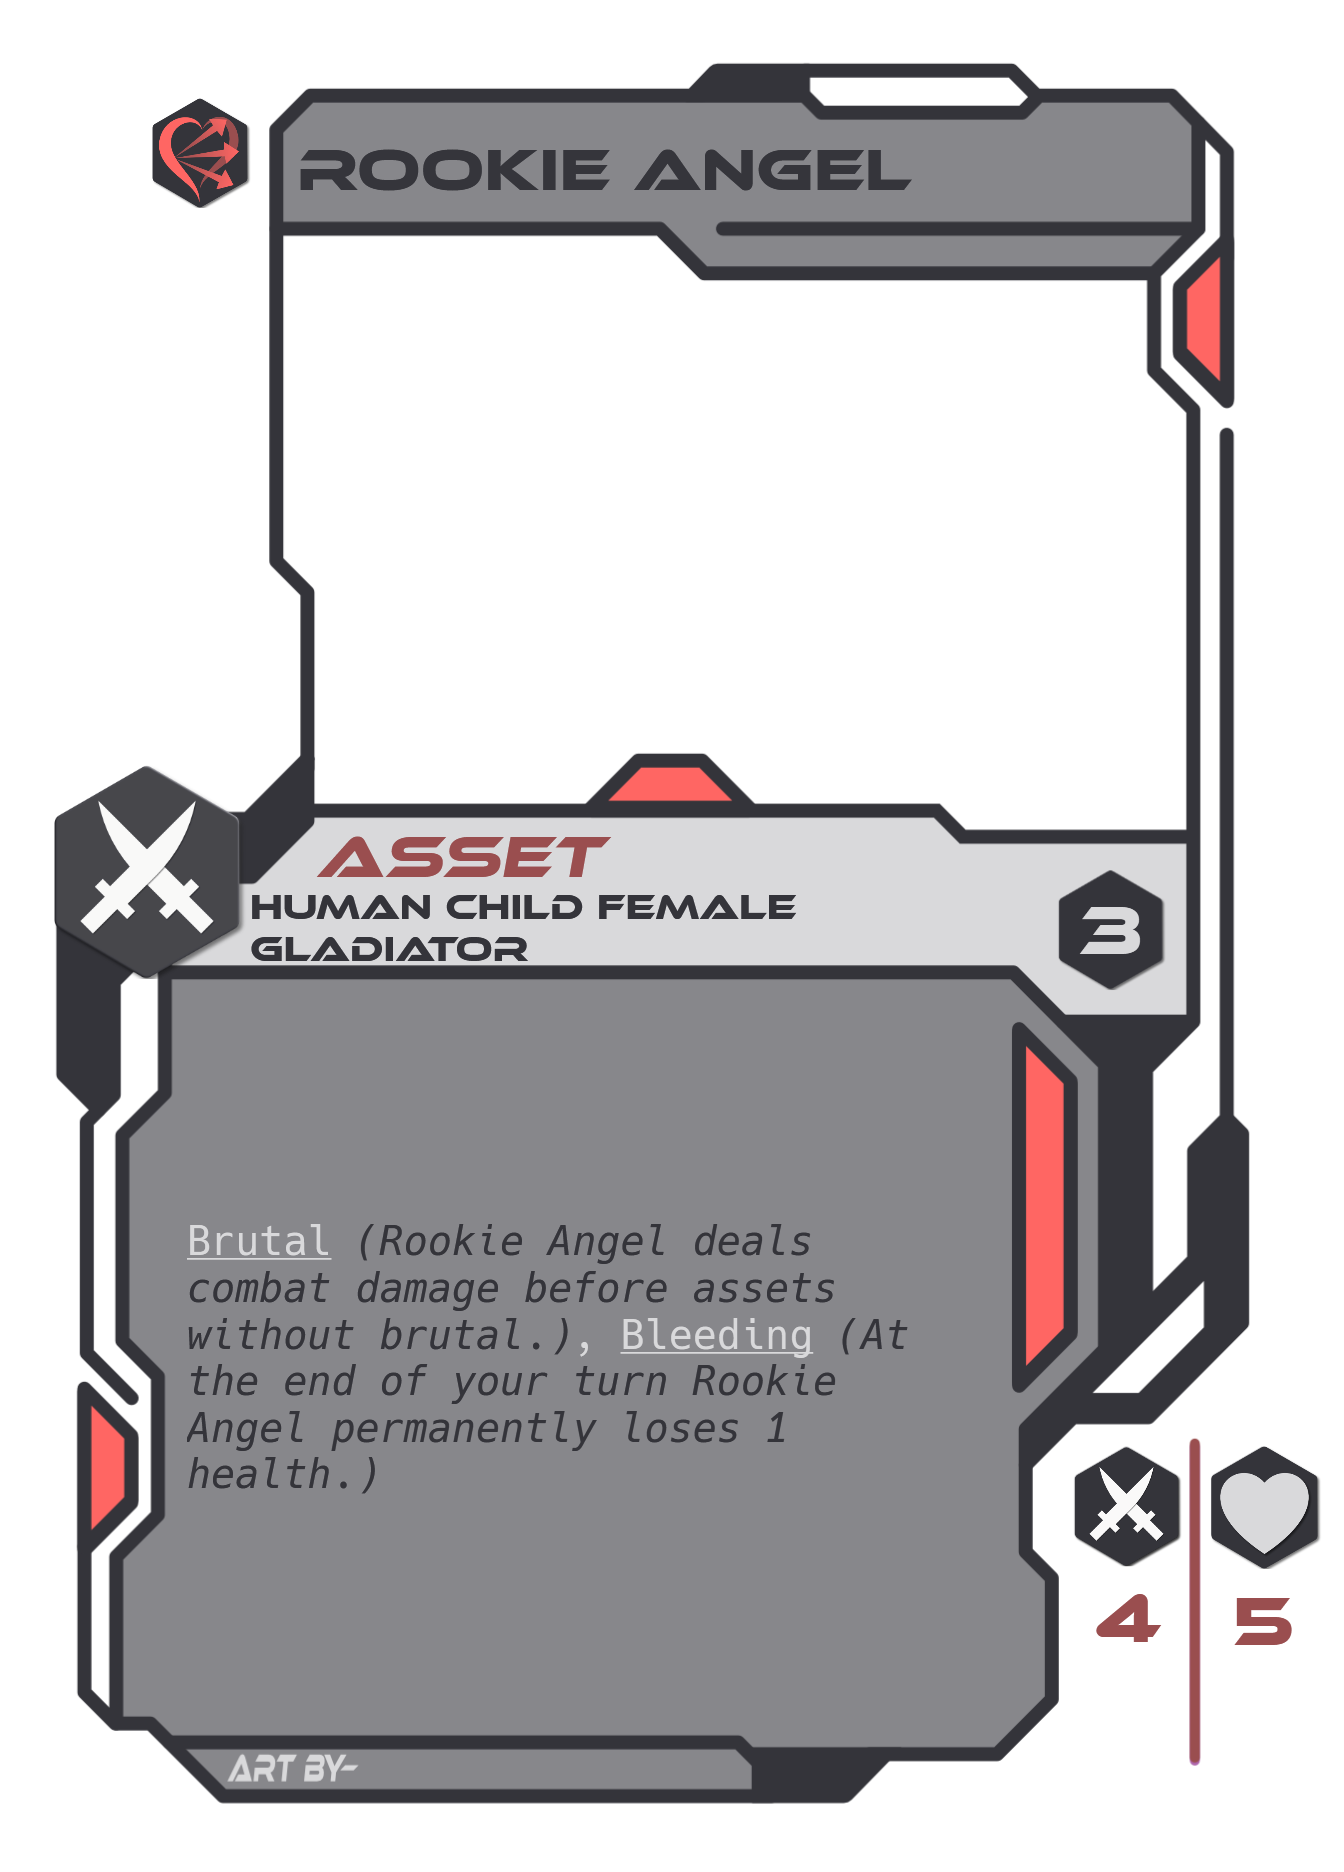 ROOKIE ANGEL
ASSET
HUMAN CHILD FEMALE
GLADIATOR
3
Brutal (Rookie Angel deals
combat damage before assets
without brutal.), Bleeding (At
the end of your turn Rookie
Angel permanently loses 1
health.)
4 5
ART BY-